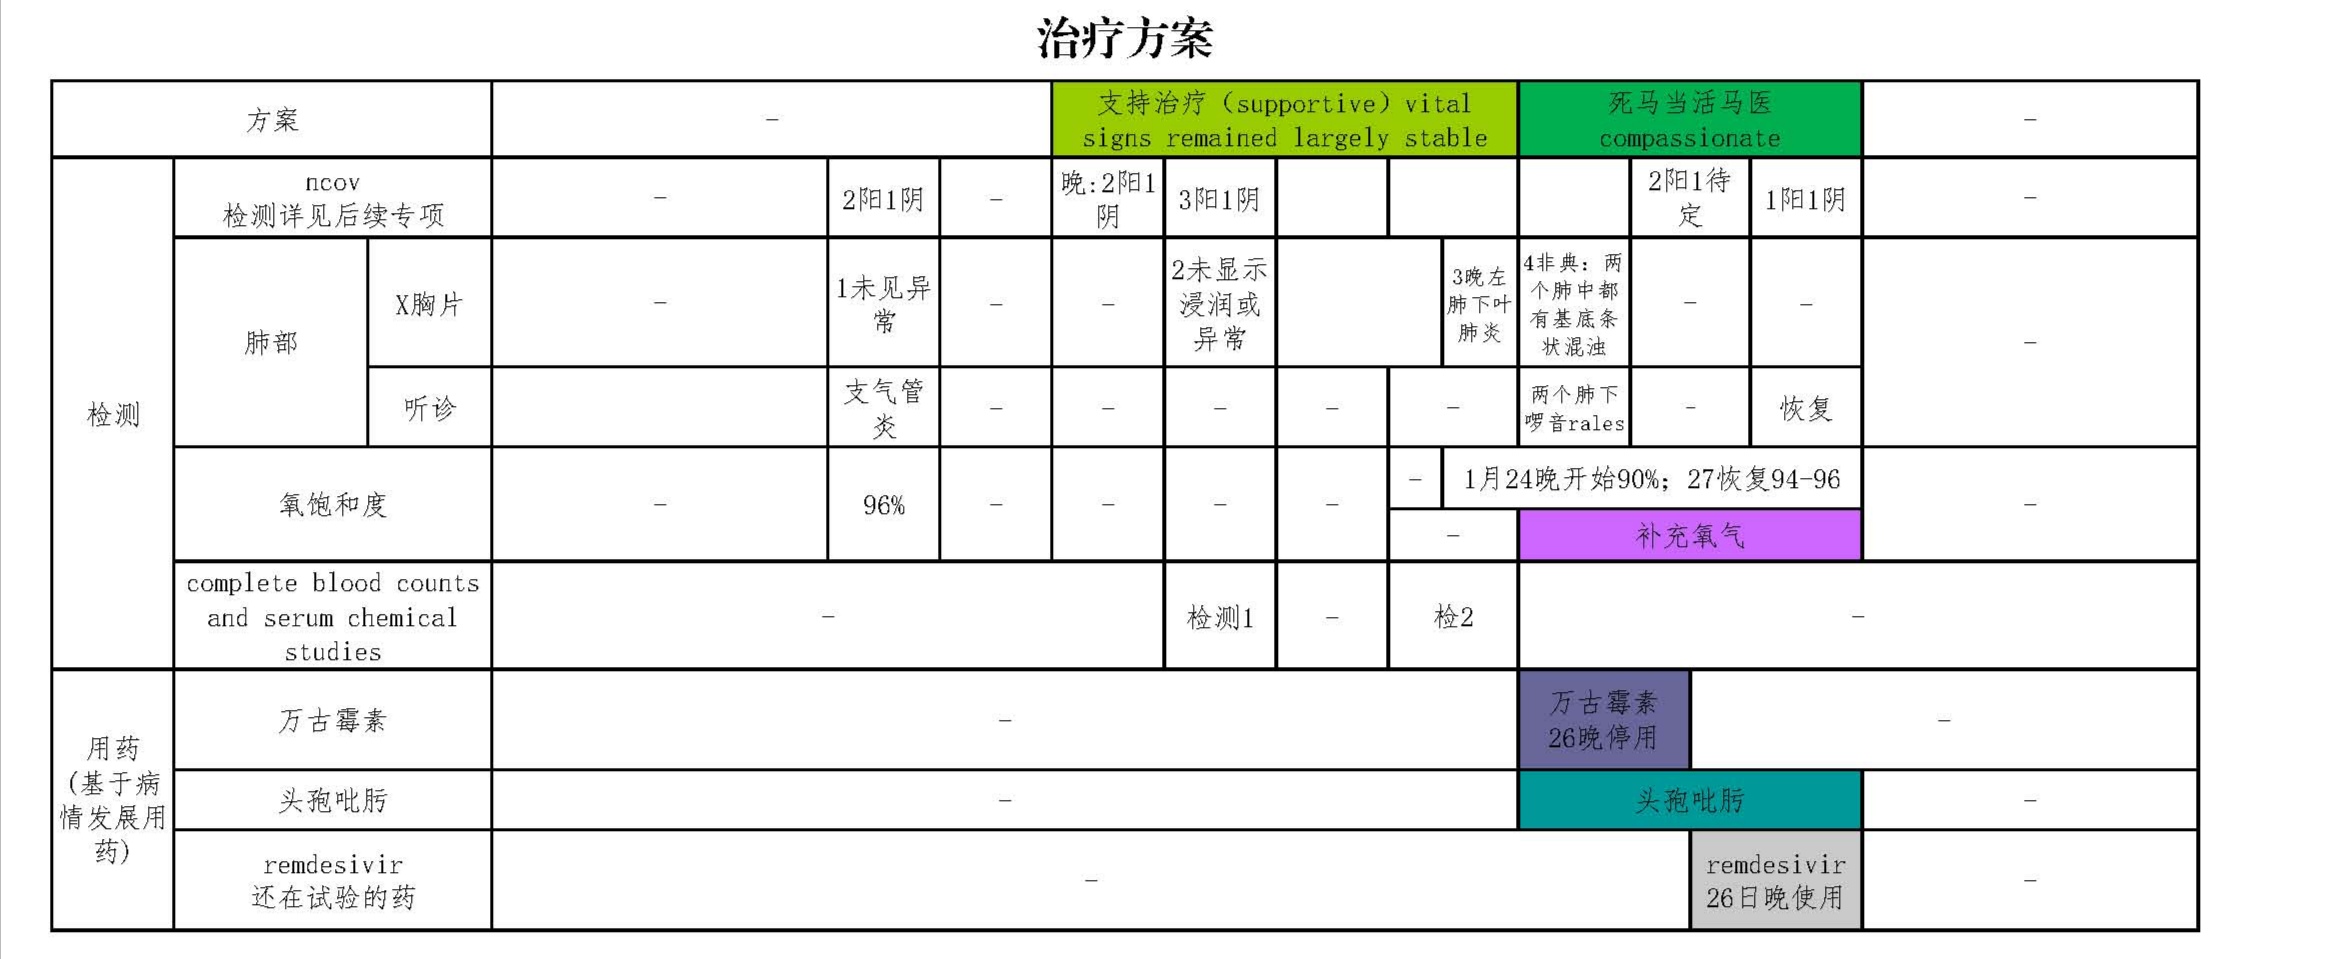 治疗方案
方案
-
支持治疗（supportive）vital
signs remained largely stable
死马当活马医
compassionate
-
检测
ncov
检测详见后续专项
-
2阳1阴
-
晚:2阳1
阴
3阳1阴
2阳1待
定
1阳1阴
-
肺部
X胸片
-
1未见异
常
-
-
2未显示
浸润或
异常
3晚左
肺下叶
肺炎
4非典：两
个肺中都
有基底条
状混浊
-
-
-
听诊
支气管
炎
-
-
-
-
-
两个肺下
啰音rales
-
恢复
氧饱和度
-
96%
-
-
-
-
-
1月24晚开始90%；27恢复94-96
-
-
补充氧气
complete blood counts
and serum chemical
studies
-
检测1
-
检2
-
用药
(基于病
情发展用
药)
万古霉素
-
万古霉素
26晚停用
-
头孢吡肟
-
头孢吡肟
-
remdesivir
还在试验的药
-
remdesivir
26日晚使用
-